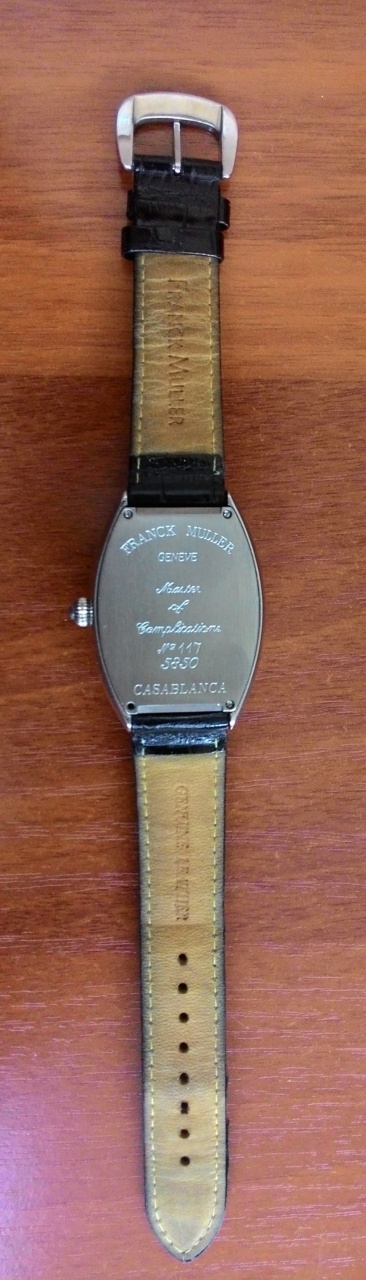 FRANCK MULLER
FRANCK MULLER
GENEVE
Master
of
Complications
Nº 117
5850
CASABLANCA
GENUINE LEATHER